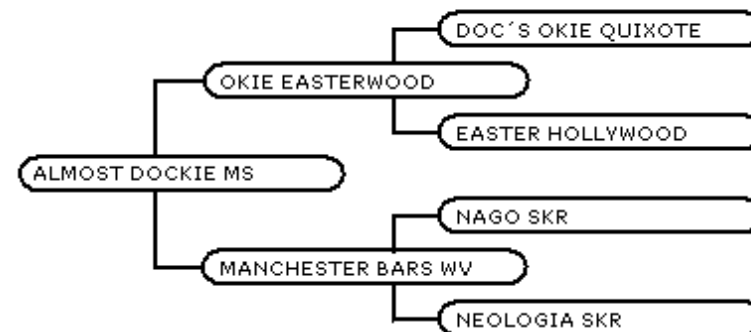 DOC´S OKIE QUIXOTE
OKIE EASTERWOOD
EASTER HOLLYWOOD
ALMOST DOCKIE MS
NAGO SKR
MANCHESTER BARS WV
NEOLOGIA SKR